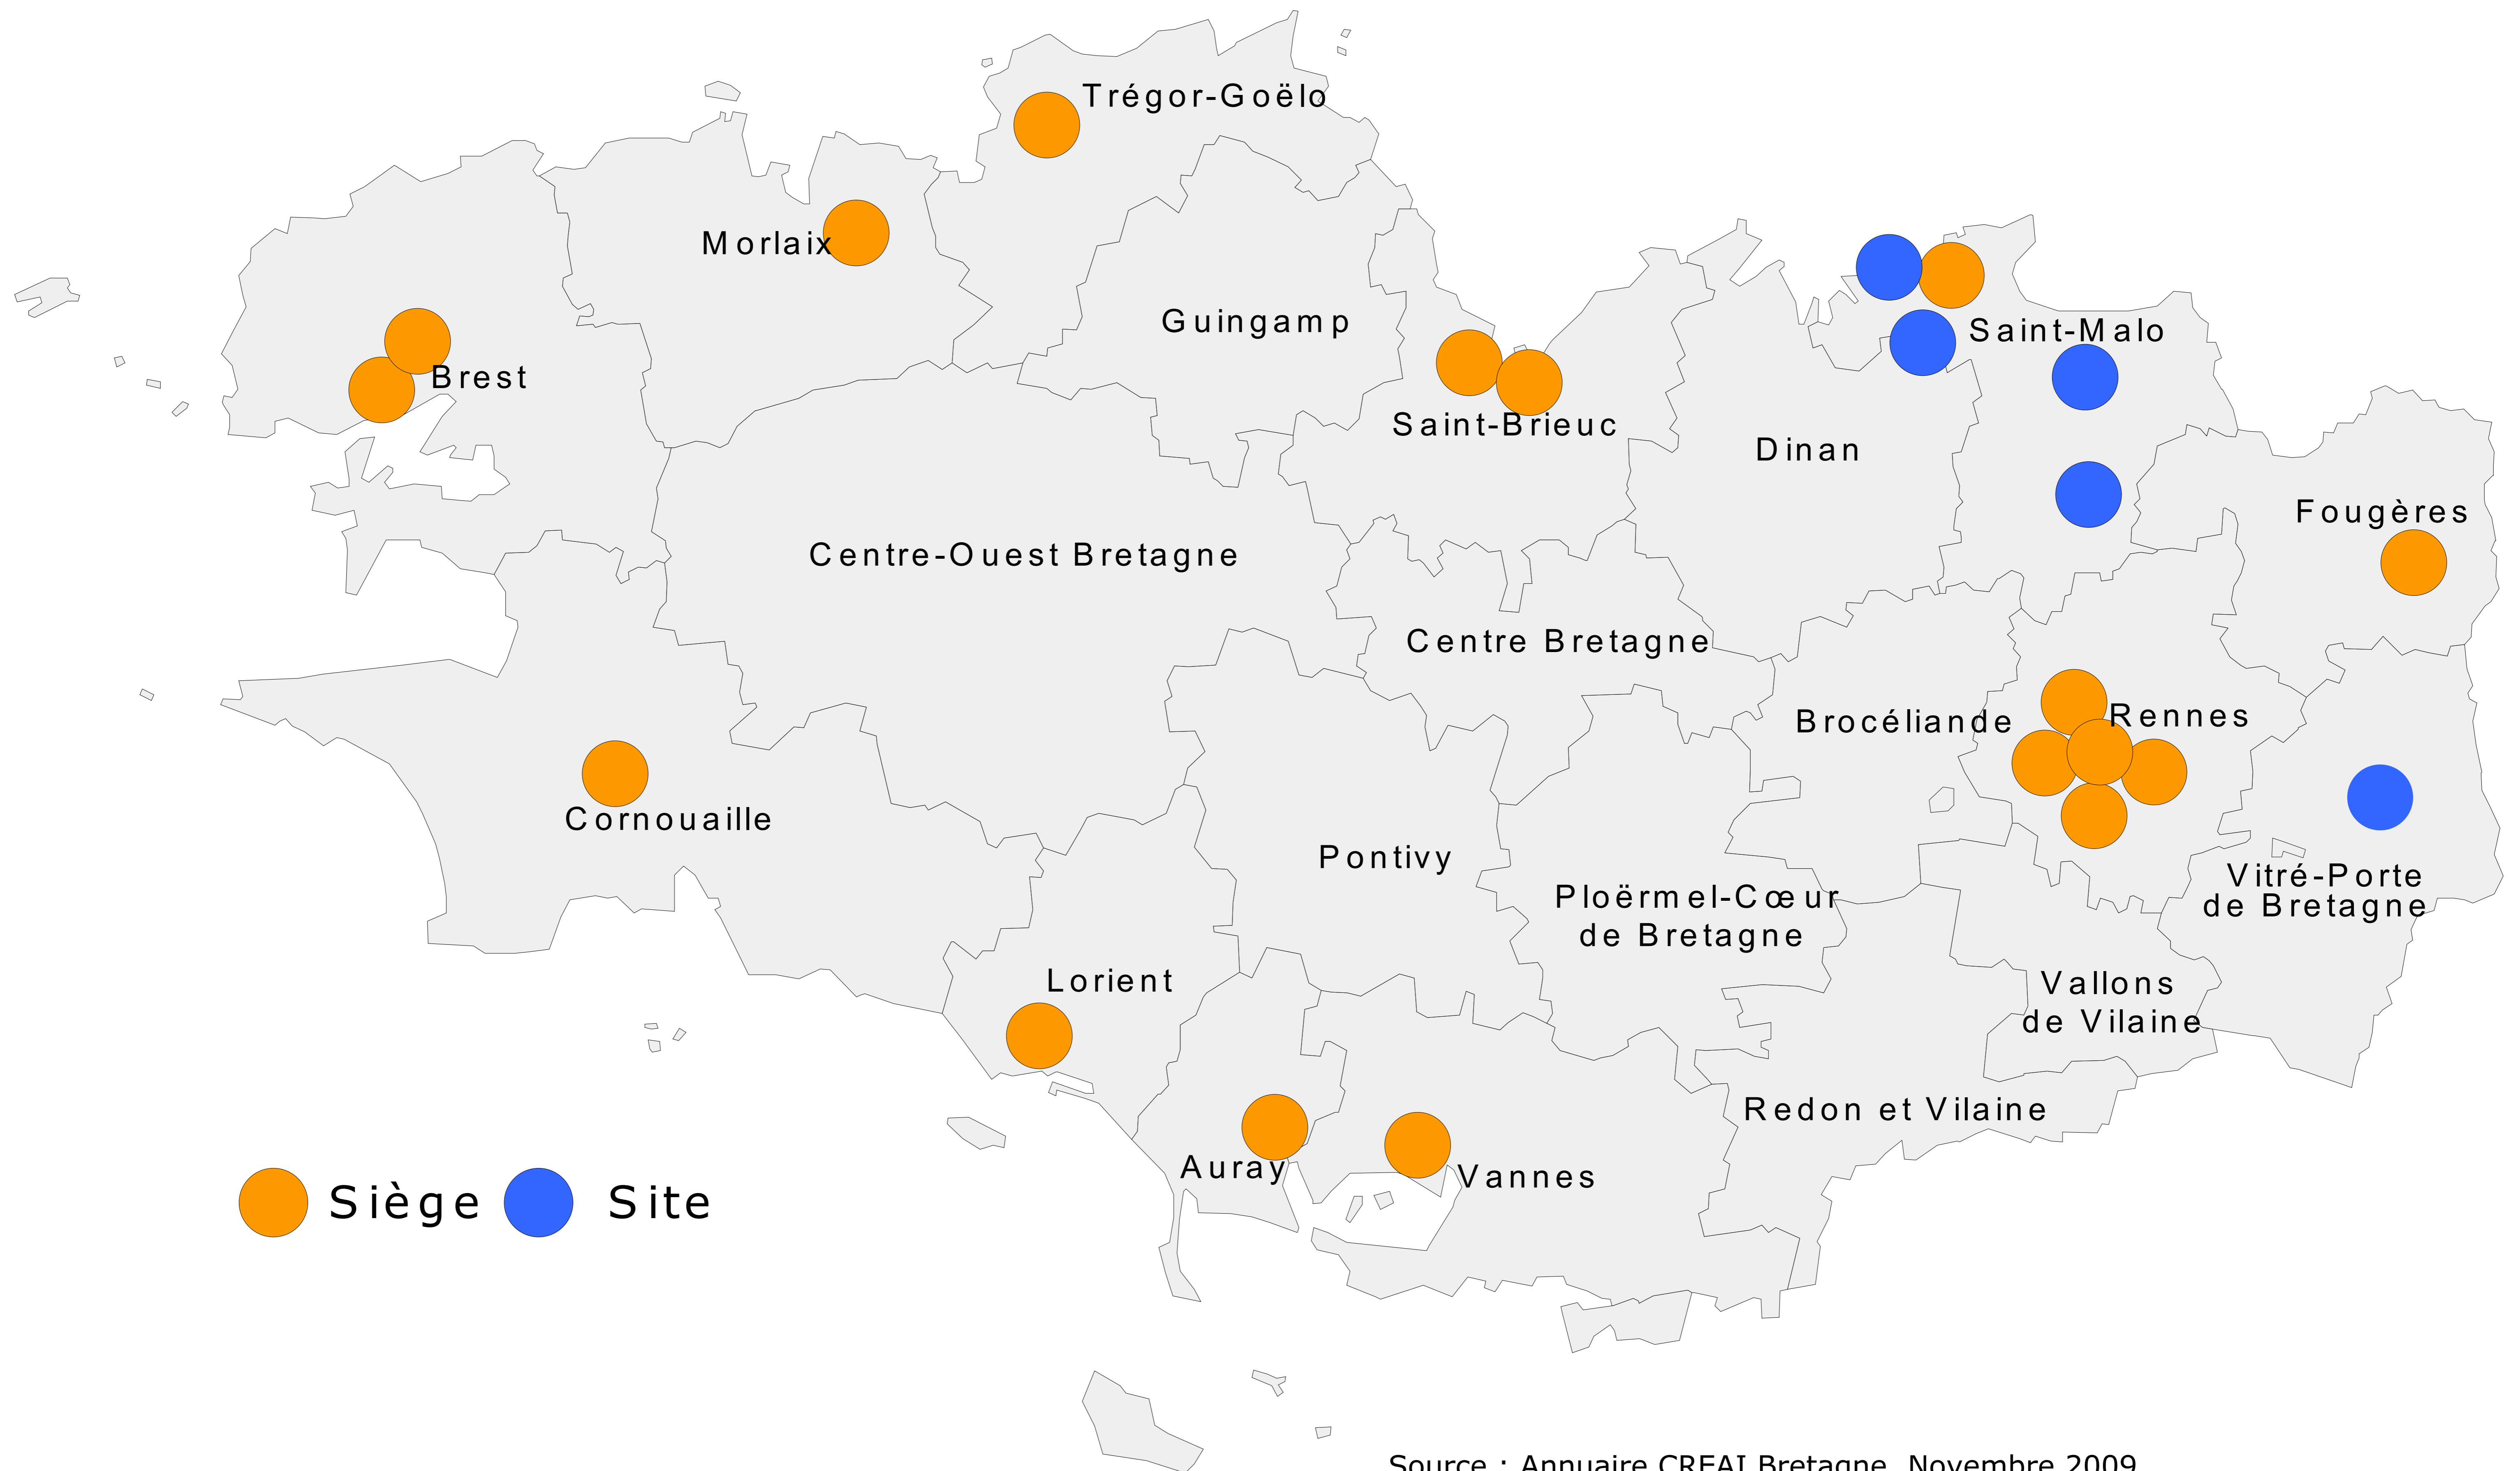 Trégor-Goëlo
Morlaix
Guingamp
Saint-Malo
Brest
Saint-Brieuc
Dinan
Fougères
Centre-Ouest Bretagne
Centre Bretagne
Brocéliande
Rennes
Cornouaille
Pontivy
Ploërmel-Cœur
de Bretagne
Vitré-Porte
de Bretagne
Lorient
Vallons
de Vilaine
Redon et Vilaine
Auray
Vannes
Siège
Site
Source : Annuaire CREAI Bretagne, Novembre 2009